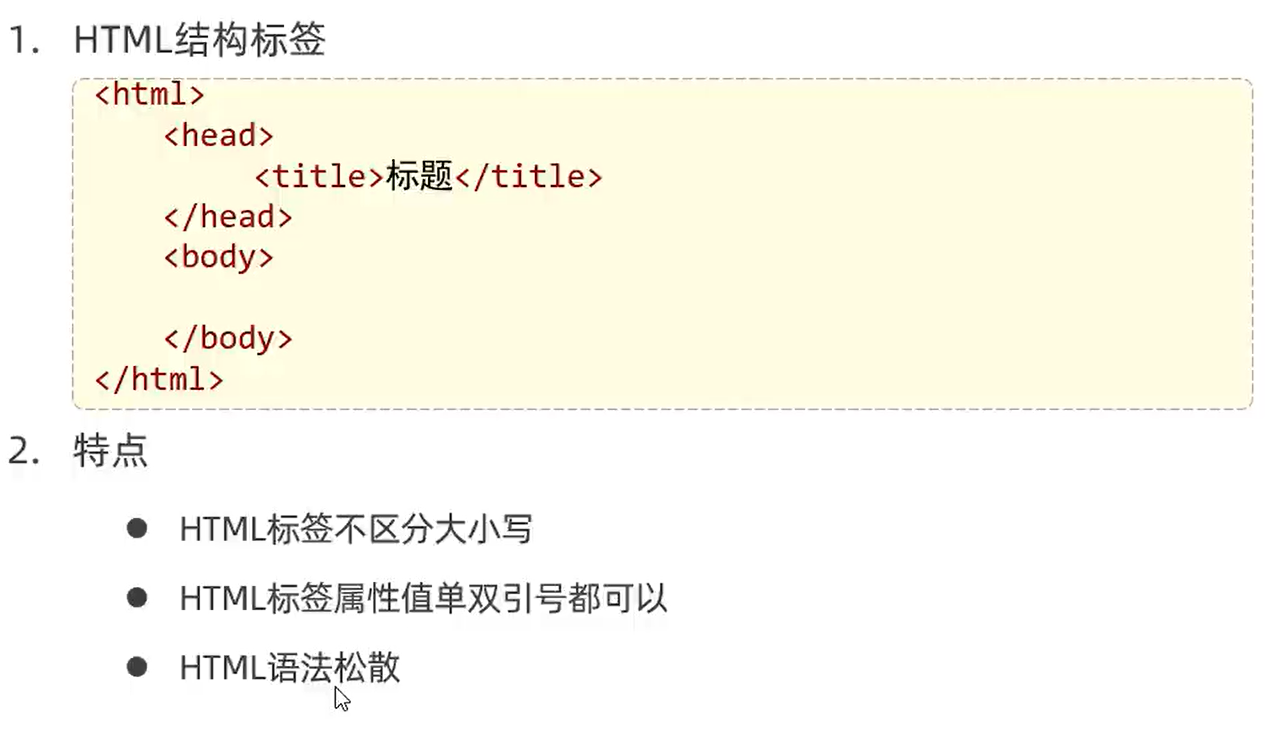 1. HTML结构标签
<html>
<head>
<title>标题</title>
</head>
<body>
</body>
</html>
2. 特点
● HTML标签不区分大小写
● HTML标签属性值单双引号都可以
● HTML语法松散